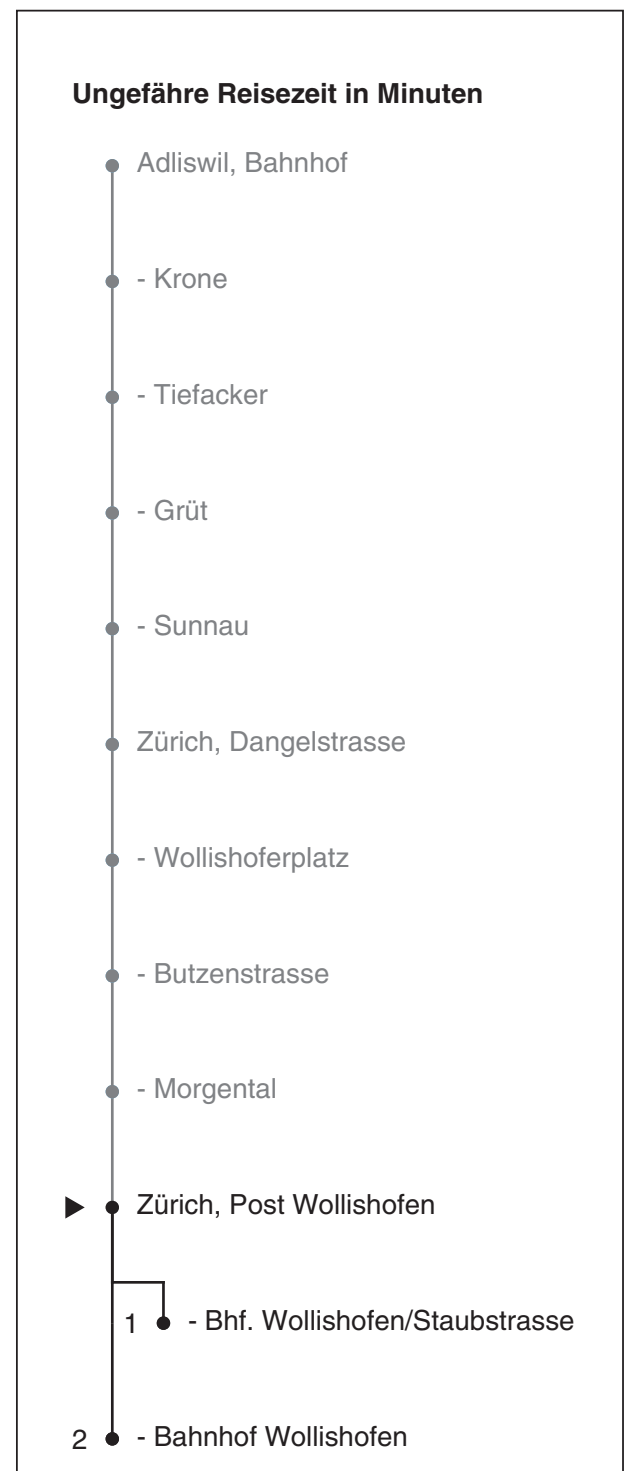 Ungefähre Reisezeit in Minuten
Adliswil, Bahnhof
- Krone
- Tiefacker
- Grüt
- Sunnau
Zürich, Dangelstrasse
- Wollishoferplatz
- Butzenstrasse
- Morgental
Zürich, Post Wollishofen
1 - Bhf. Wollishofen/Staubstrasse
2 - Bahnhof Wollishofen